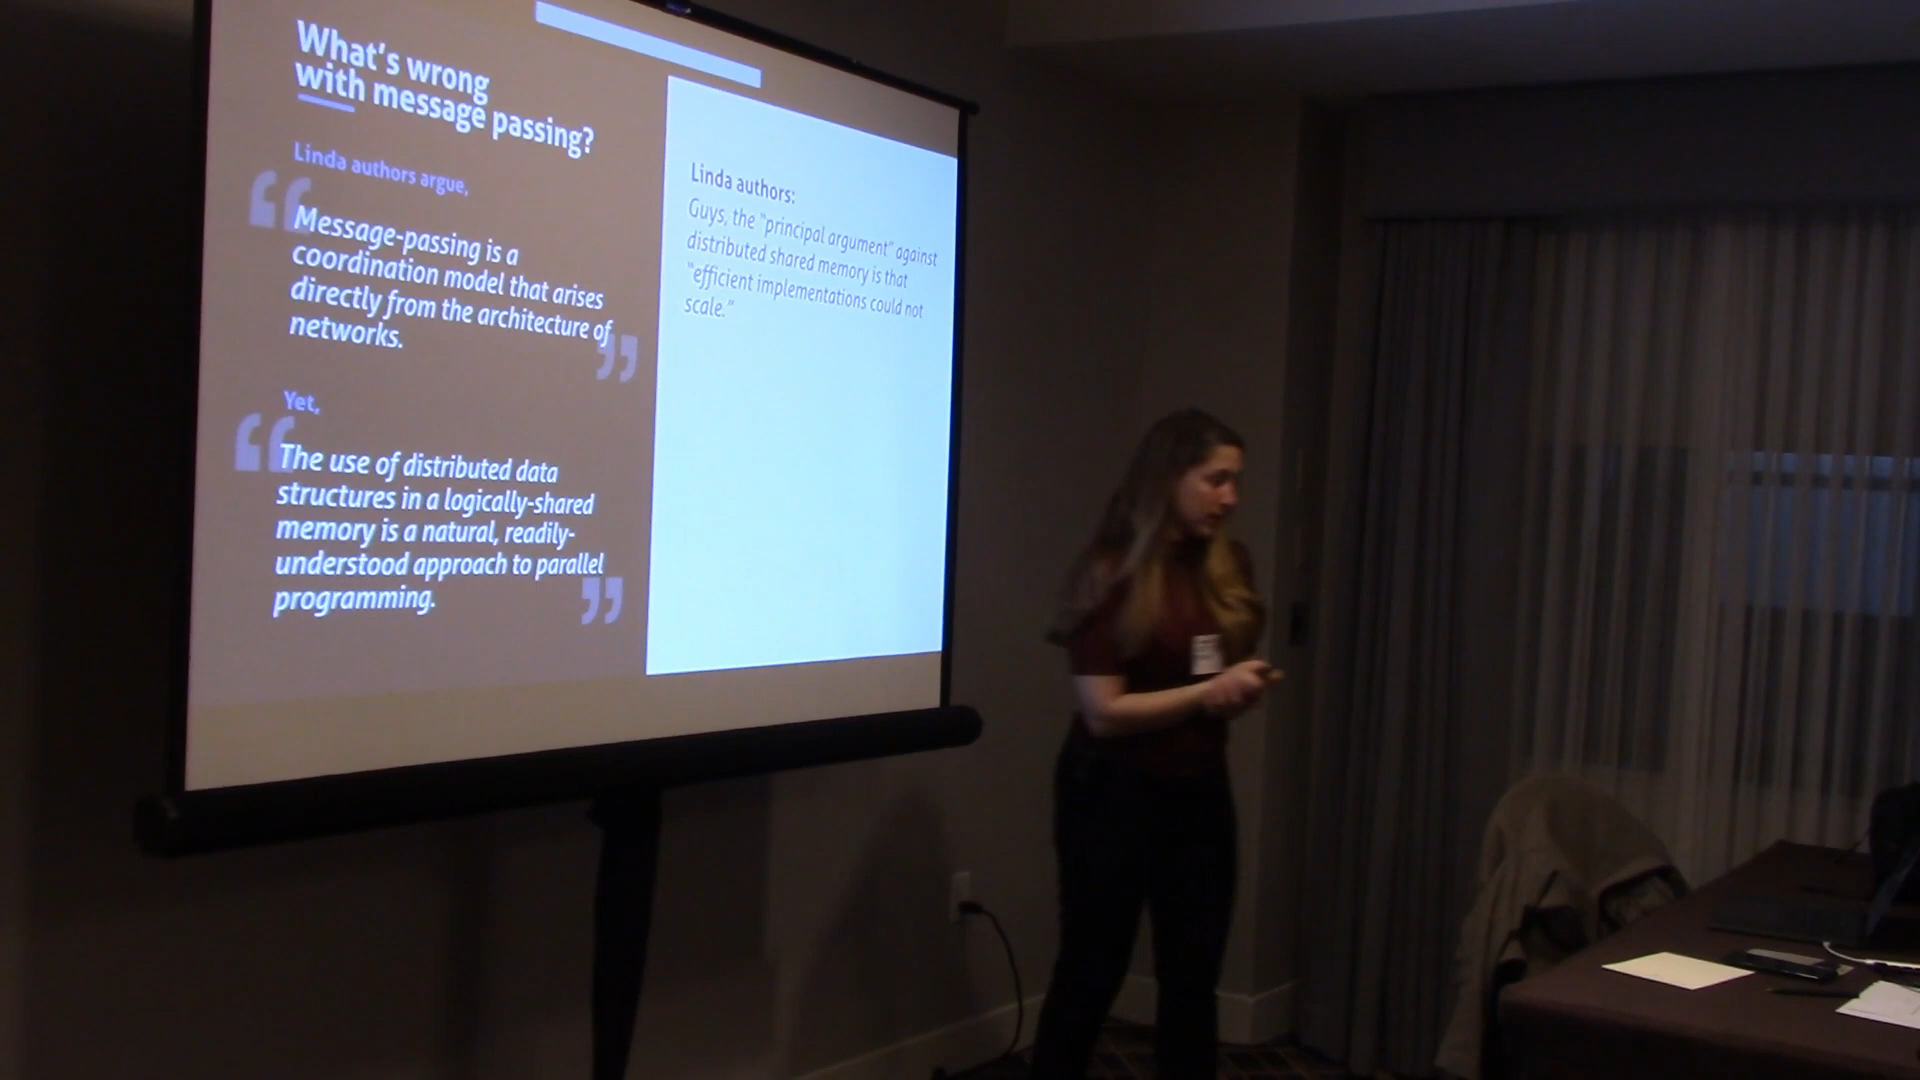 What's wrong
with message passing?
Linda authors argue,
“Message-passing is a
coordination model that arises
directly from the architecture of
networks.”
Yet,
“The use of distributed data
structures in a logically-shared
memory is a natural, readily-
understood approach to parallel
programming.”
Linda authors:
Guys, the “principal argument” against
distributed shared memory is that
“efficient implementations could not
scale.”